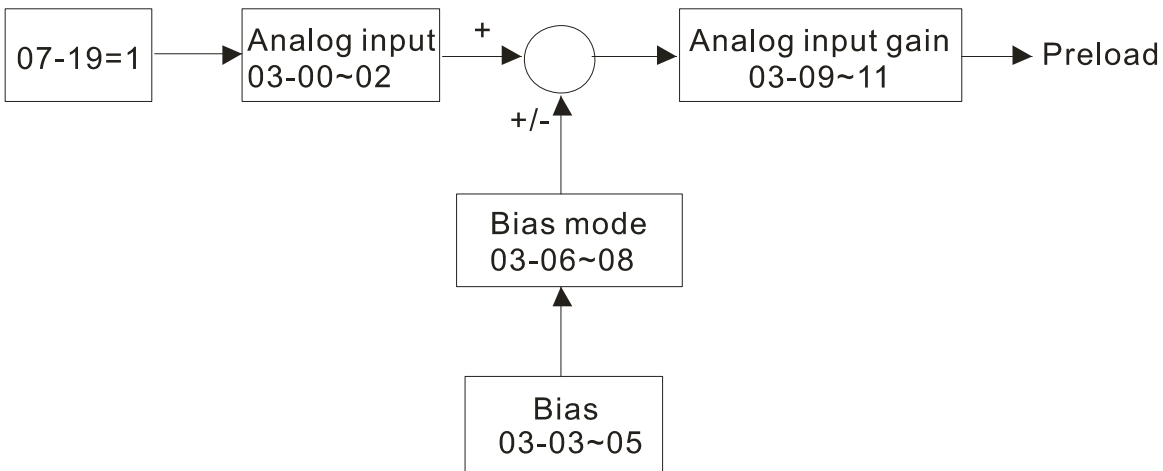 07-19=1
Analog input
03-00~02
+
Analog input gain
03-09~11
Preload
+/-
Bias mode
03-06~08
Bias
03-03~05